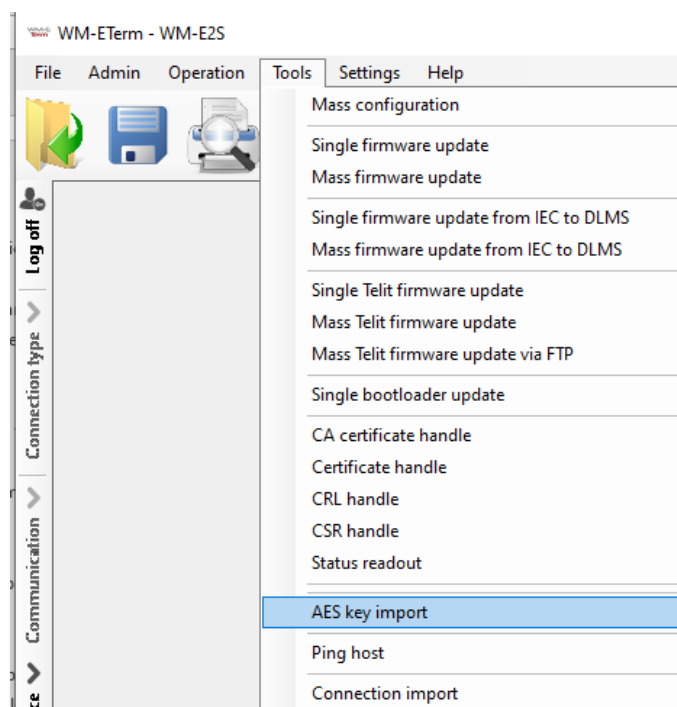 WM-ETerm - WM-E2S
File Admin Operation Tools Settings Help
Mass configuration
Single firmware update
Mass firmware update
Single firmware update from IEC to DLMS
Mass firmware update from IEC to DLMS
Single Telit firmware update
Mass Telit firmware update
Mass Telit firmware update via FTP
Single bootloader update
CA certificate handle
Certificate handle
CRL handle
CSR handle
Status readout
AES key import
Ping host
Connection import
Log off
Connection type
Communication